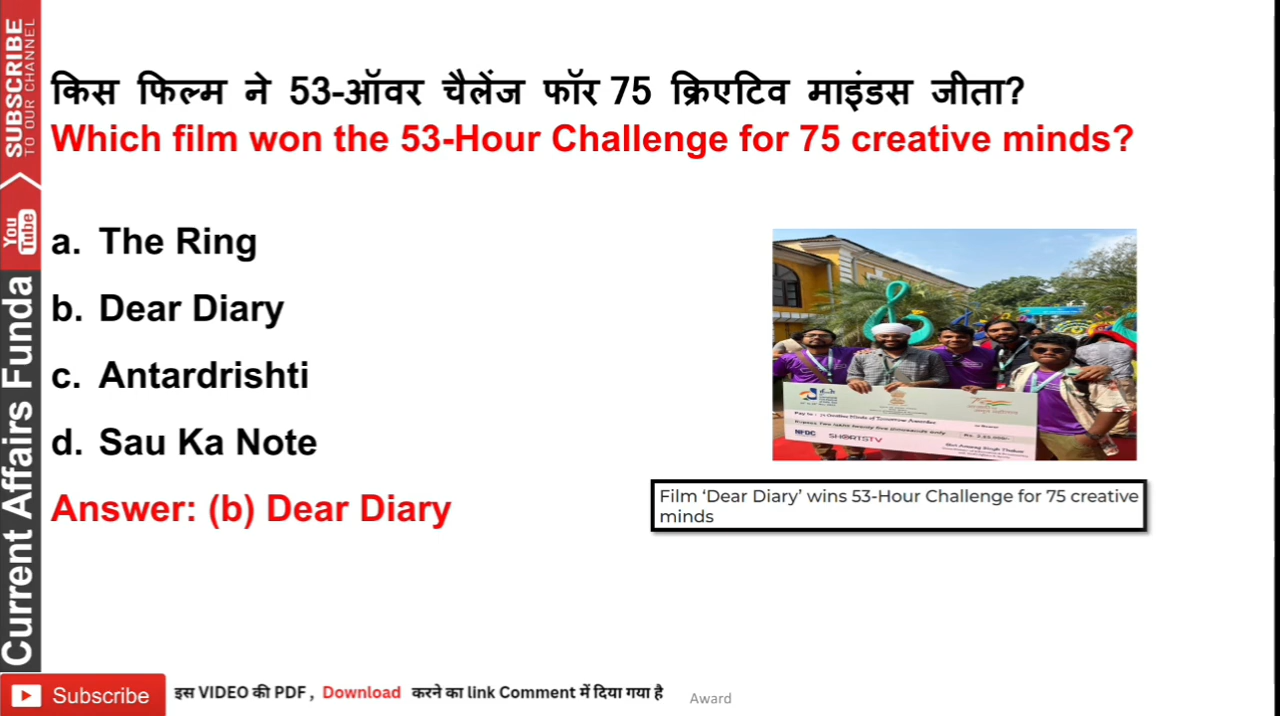 SUBSCRIBE
TO OUR CHANNEL
You
Tube
Current Affairs Funda
किस फिल्म ने 53-ऑवर चैलेंज फॉर 75 क्रिएटिव माइंडस जीता?
Which film won the 53-Hour Challenge for 75 creative minds?
a. The Ring
b. Dear Diary
c. Antardrishti
d. Sau Ka Note
Answer: (b) Dear Diary
NFDC SHORTSTV
Film ‘Dear Diary’ wins 53-Hour Challenge for 75 creative
minds
Subscribe
इस VIDEO की PDF , Download करने का link Comment में दिया गया है
Award